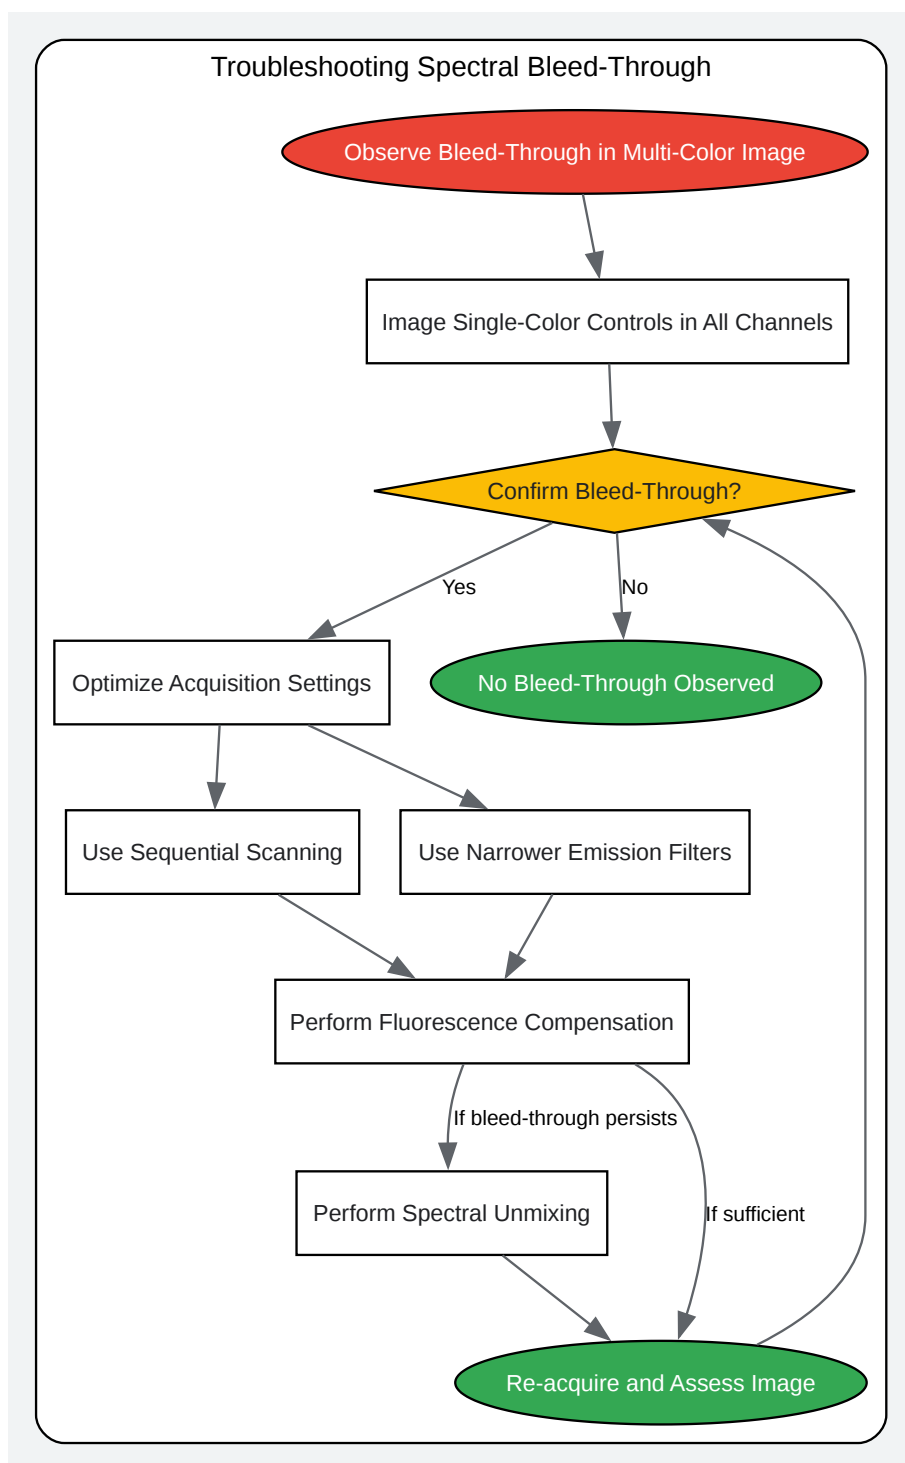 Troubleshooting Spectral Bleed-Through
Observe Bleed-Through in Multi-Color Image
Image Single-Color Controls in All Channels
Confirm Bleed-Through?
Yes
No
Optimize Acquisition Settings
No Bleed-Through Observed
Use Sequential Scanning
Use Narrower Emission Filters
Perform Fluorescence Compensation
If bleed-through persists
Perform Spectral Unmixing
If sufficient
Re-acquire and Assess Image